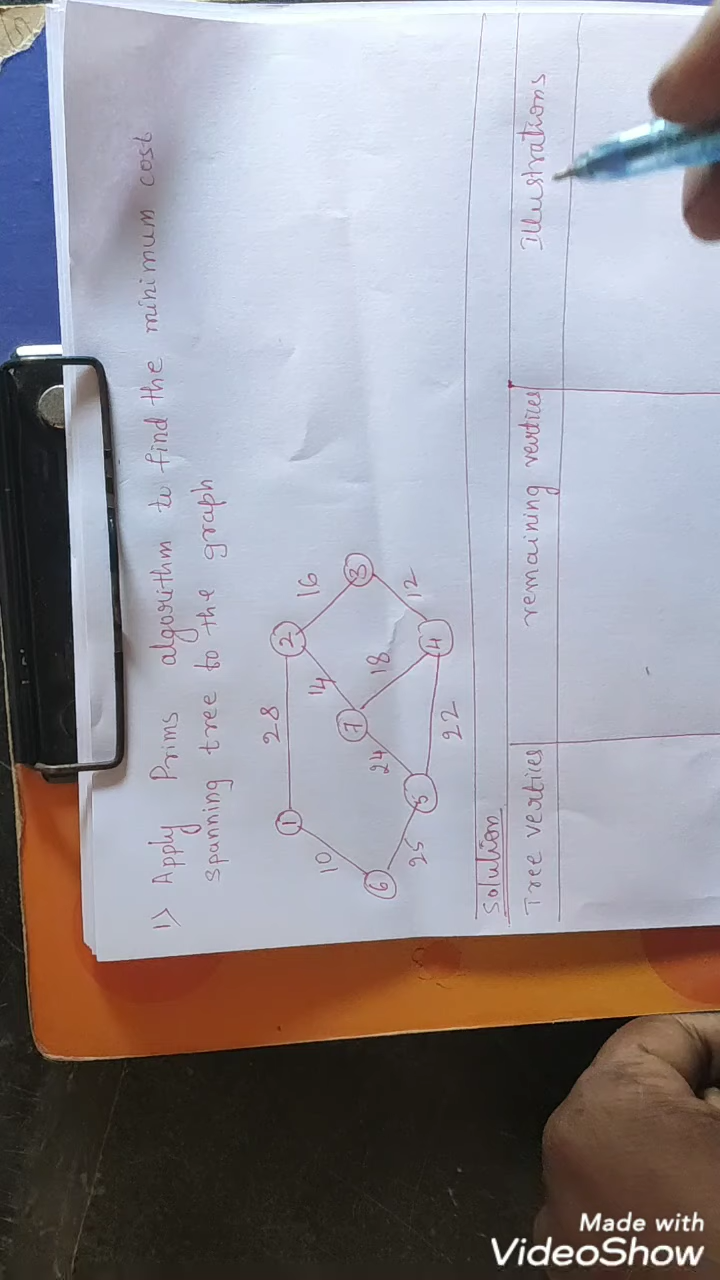 1> Apply Prims algorithm to find the minimum cost
spanning tree to the graph
28
1
2
16
10
14
3
6
7
18
12
24
25
5
4
22
Solution
Tree vertices remaining vertices Illustrations
Made with
VideoShow